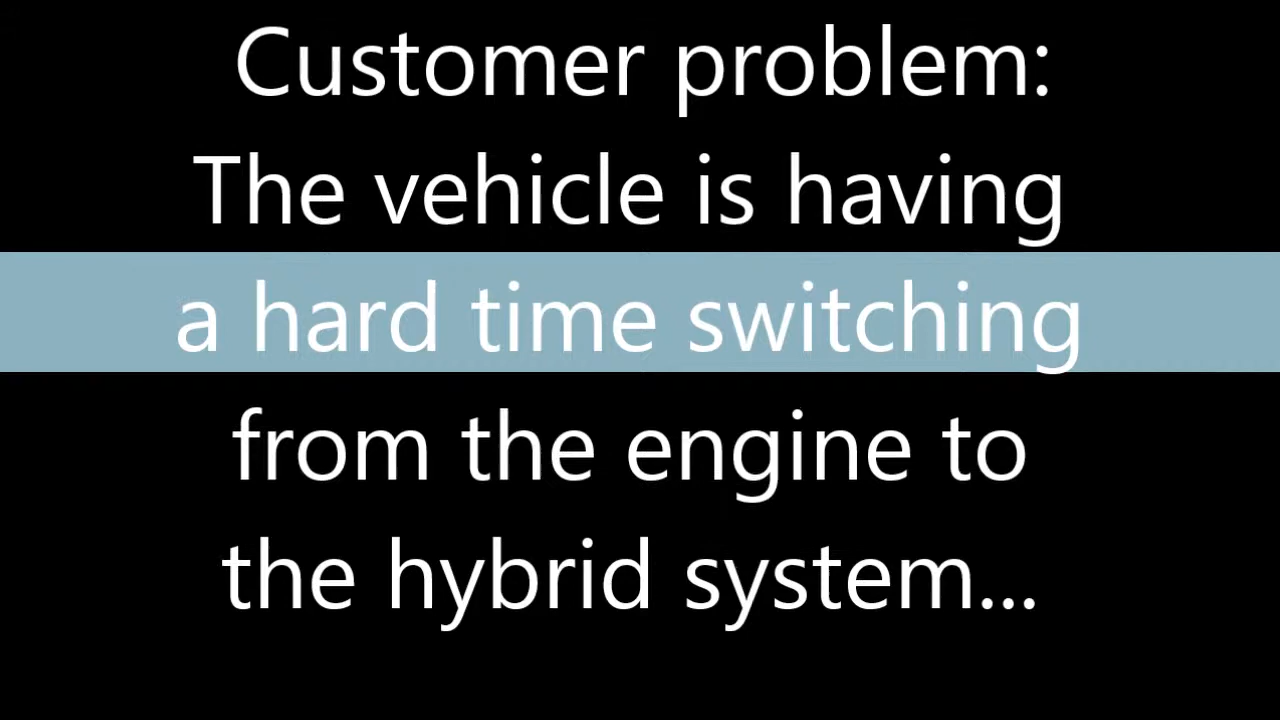 Customer problem:
The vehicle is having
a hard time switching
from the engine to
the hybrid system...